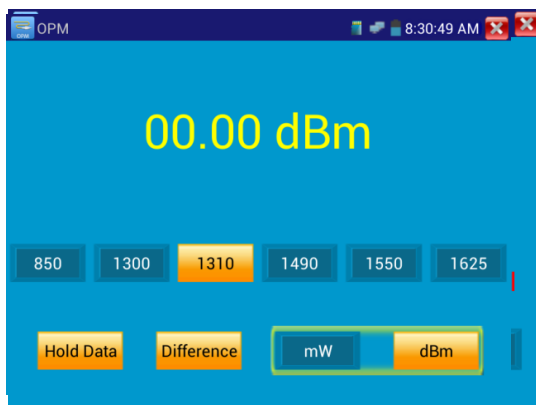 OPM 8:30:49 AM
OPM
00.00 dBm
850 1300 1310 1490 1550 1625
Hold Data Difference mW dBm